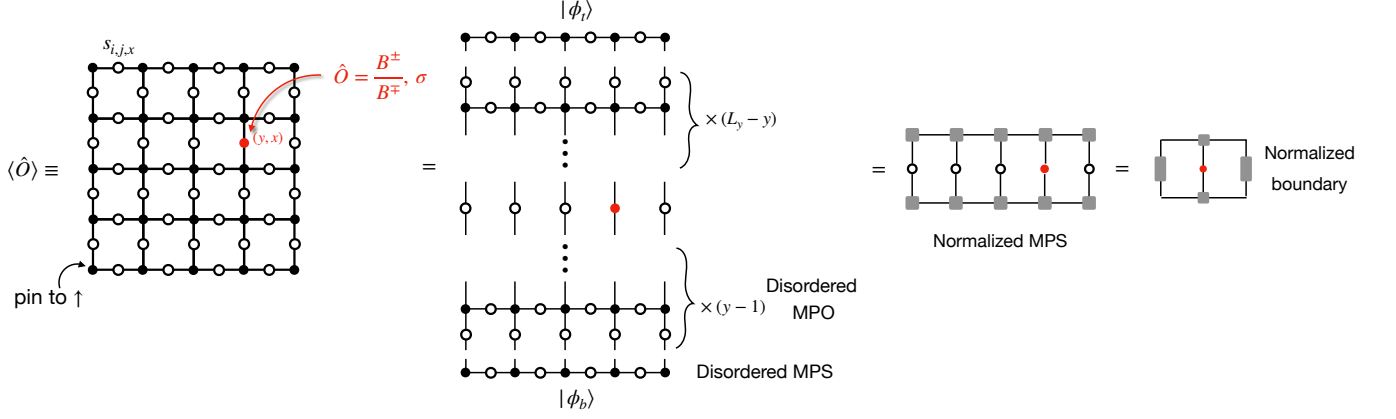 |ϕ_t⟩
s_{i,j,x}
Ô = B^± / B^∓, σ
(y, x)
× (L_y − y)
⟨Ô⟩ ≡
=
=
=
Normalized
boundary
Normalized MPS
pin to ↑
Disordered
MPO
× (y − 1)
Disordered MPS
|ϕ_b⟩